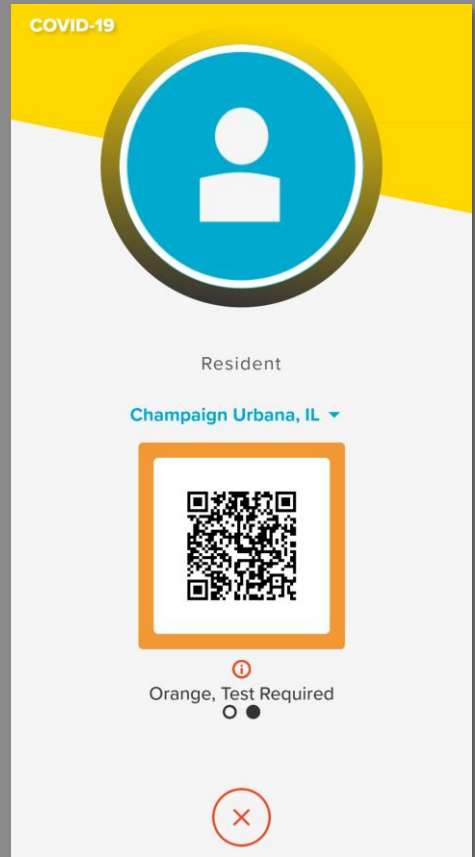 COVID-19
Resident
Champaign Urbana, IL
Orange, Test Required